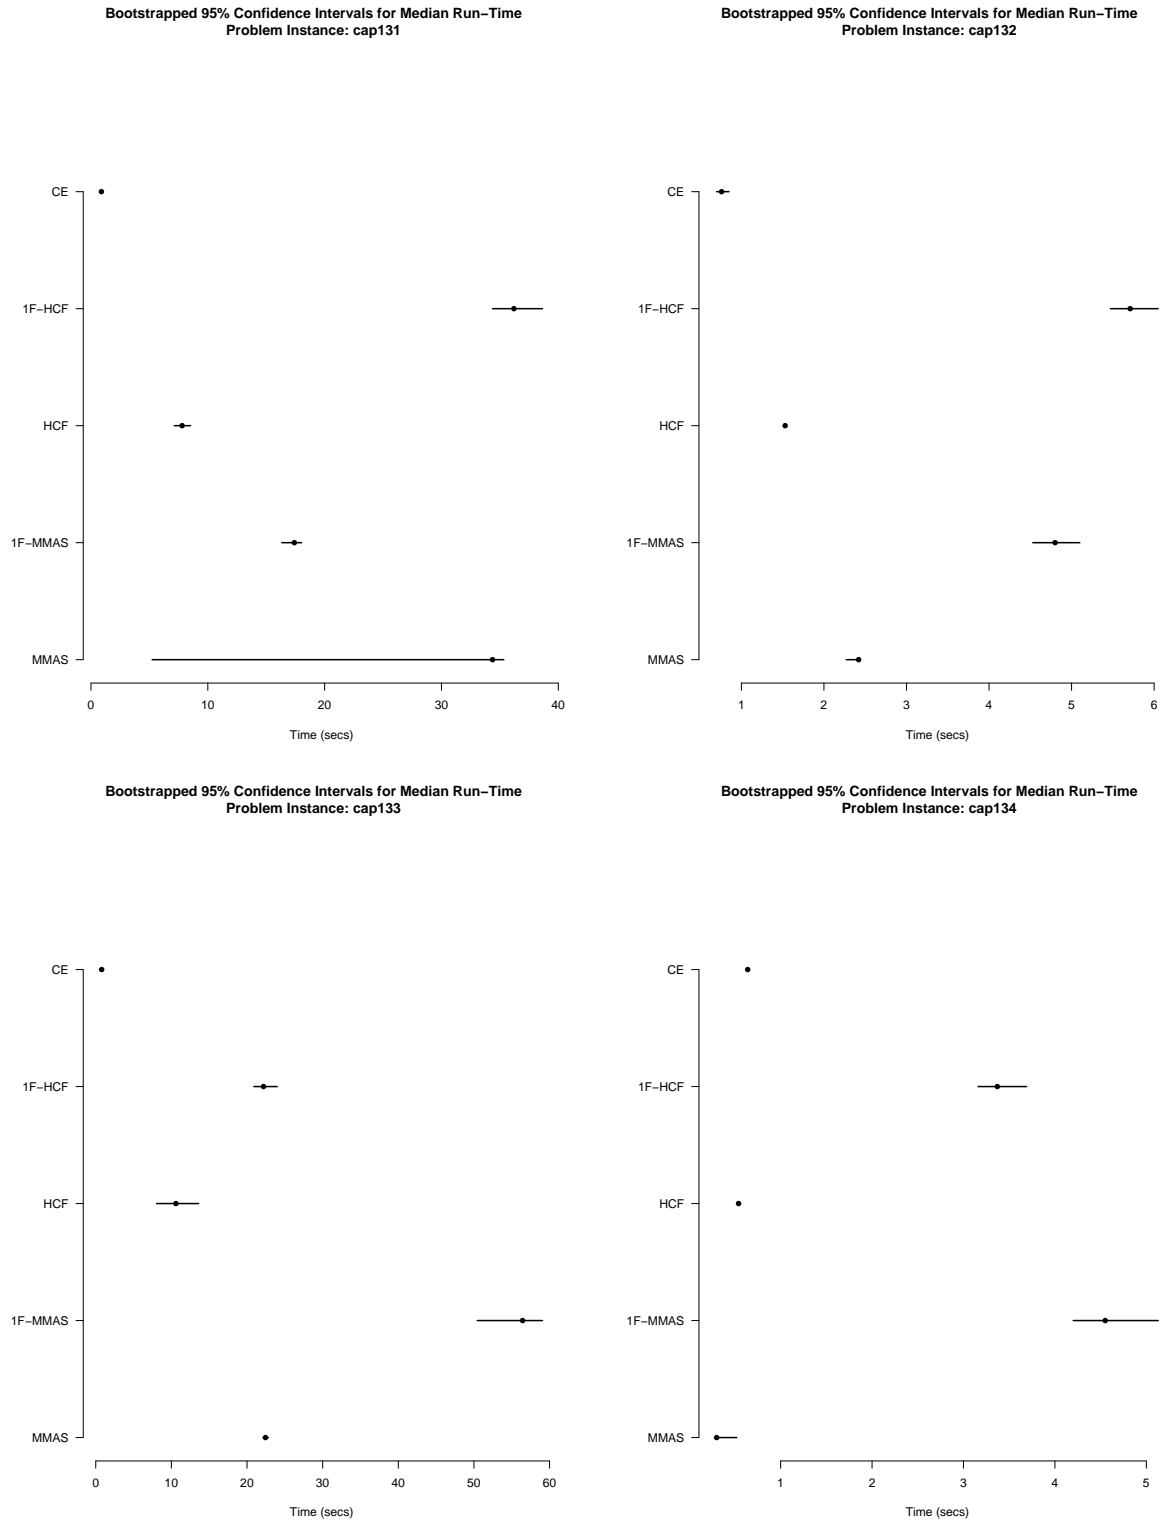 Bootstrapped 95% Confidence Intervals for Median Run−Time
Problem Instance: cap131
CE
1F−HCF
HCF
1F−MMAS
MMAS
0 10 20 30 40
Time (secs)
Bootstrapped 95% Confidence Intervals for Median Run−Time
Problem Instance: cap132
CE
1F−HCF
HCF
1F−MMAS
MMAS
1 2 3 4 5 6
Time (secs)
Bootstrapped 95% Confidence Intervals for Median Run−Time
Problem Instance: cap133
CE
1F−HCF
HCF
1F−MMAS
MMAS
0 10 20 30 40 50 60
Time (secs)
Bootstrapped 95% Confidence Intervals for Median Run−Time
Problem Instance: cap134
CE
1F−HCF
HCF
1F−MMAS
MMAS
1 2 3 4 5
Time (secs)